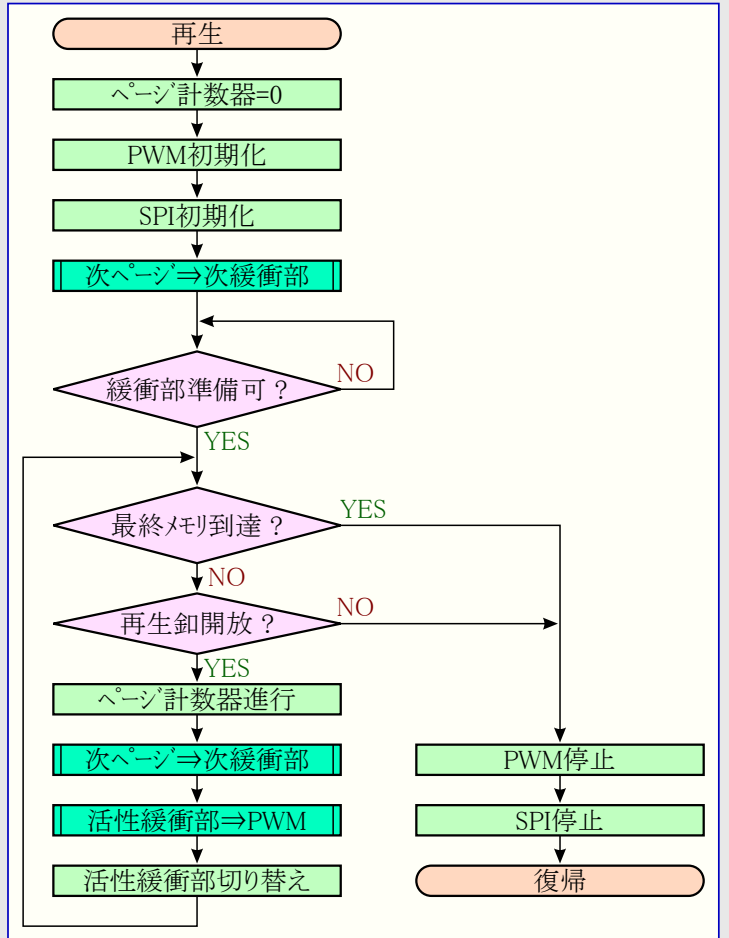 再生
ページ計数器=0
PWM初期化
SPI初期化
次ページ⇒次緩衝部
緩衝部準備可？
NO
YES
最終メモリ到達？
YES
NO
再生釦開放？
NO
YES
ページ計数器進行
次ページ⇒次緩衝部
PWM停止
活性緩衝部⇒PWM
SPI停止
活性緩衝部切り替え
復帰